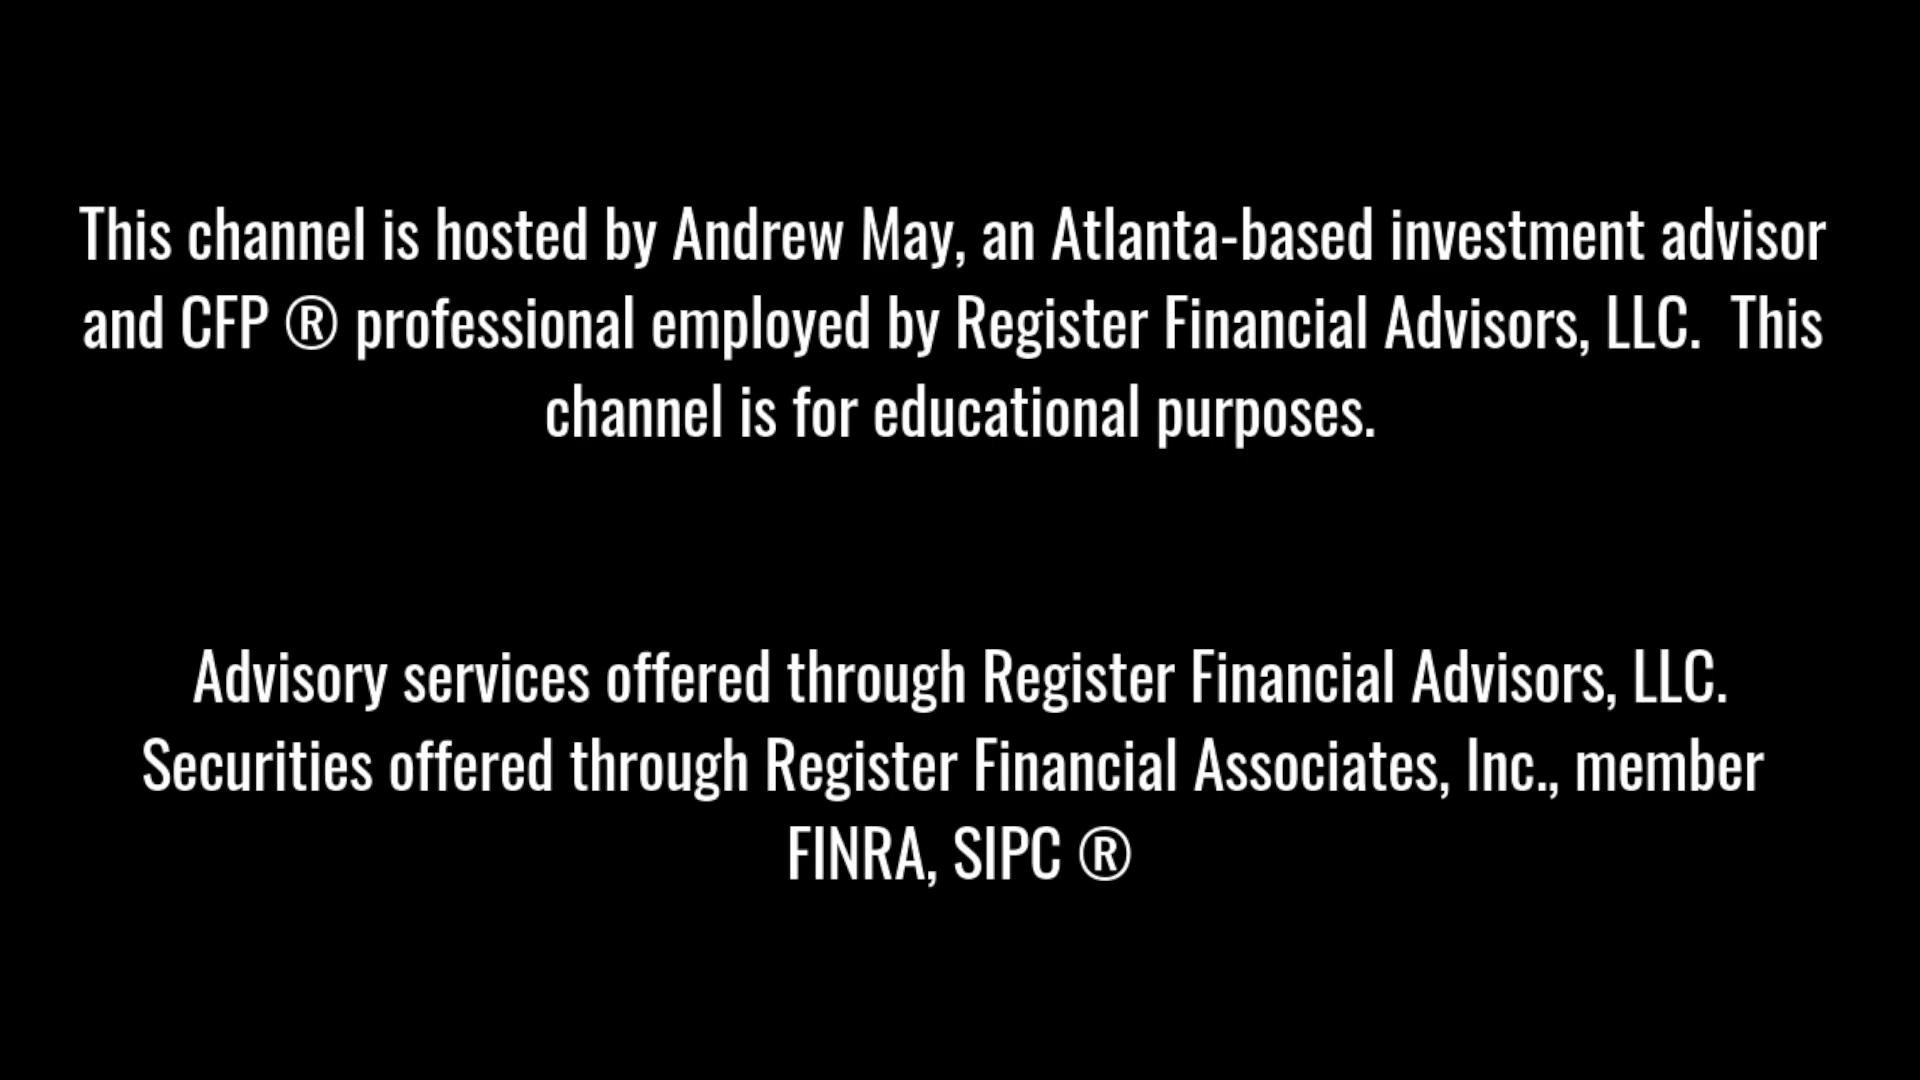 This channel is hosted by Andrew May, an Atlanta-based investment advisor
and CFP ® professional employed by Register Financial Advisors, LLC.  This
channel is for educational purposes.
Advisory services offered through Register Financial Advisors, LLC.
Securities offered through Register Financial Associates, Inc., member
FINRA, SIPC ®